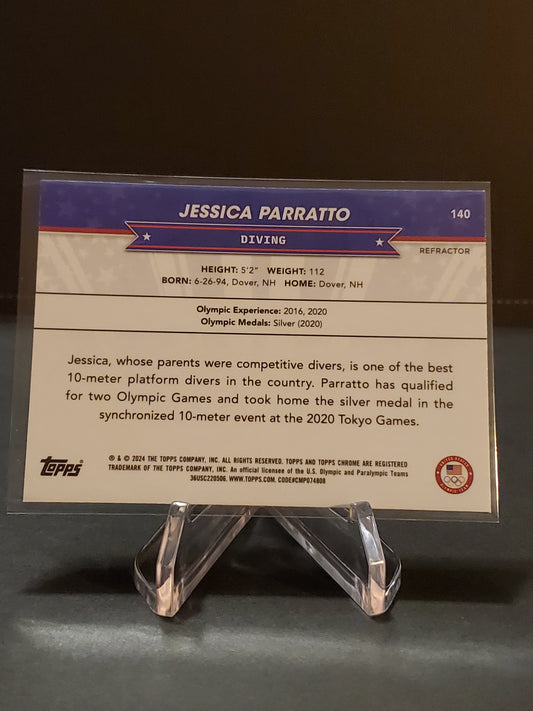 JESSICA PARRATTO
140
DIVING
REFRACTOR
HEIGHT: 5'2" WEIGHT: 112
BORN: 6-26-94, Dover, NH HOME: Dover, NH
Olympic Experience: 2016, 2020
Olympic Medals: Silver (2020)
Jessica, whose parents were competitive divers, is one of the best
10-meter platform divers in the country. Parratto has qualified
for two Olympic Games and took home the silver medal in the
synchronized 10-meter event at the 2020 Tokyo Games.
topps
® & © 2024 THE TOPPS COMPANY, INC. ALL RIGHTS RESERVED. TOPPS AND TOPPS CHROME ARE REGISTERED
TRADEMARK OF THE TOPPS COMPANY, INC. An official licensee of the U.S. Olympic and Paralympic Teams
36USC220506. WWW.TOPPS.COM. CODE#CMP074808